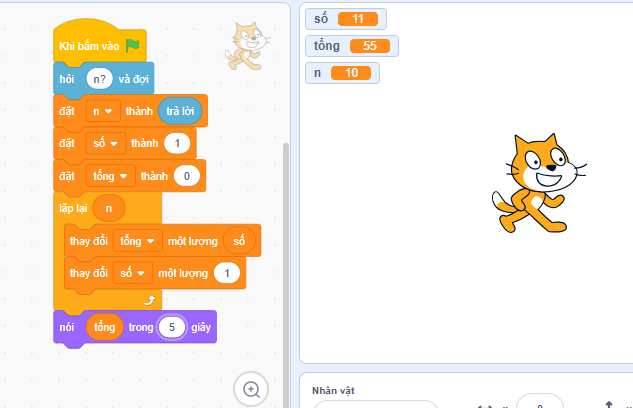 Khi bấm vào
hỏi n? và đợi
đặt n thành trả lời
đặt số thành 1
đặt tổng thành 0
lặp lại n
thay đổi tổng một lượng số
thay đổi số một lượng 1
nói tổng trong 5 giây
số 11
tổng 55
n 10
Nhân vật